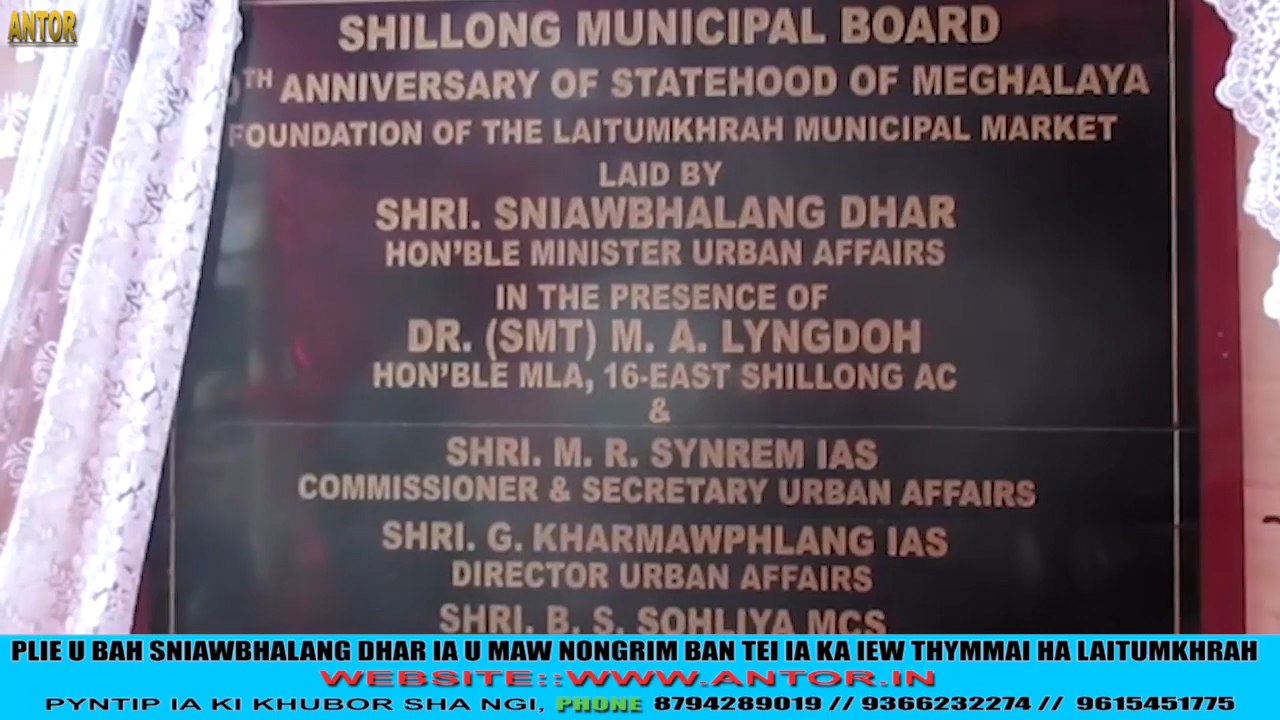 ANTOR
SHILLONG MUNICIPAL BOARD
TH ANNIVERSARY OF STATEHOOD OF MEGHALAYA
FOUNDATION OF THE LAITUMKHRAH MUNICIPAL MARKET
LAID BY
SHRI. SNIAWBHALANG DHAR
HON'BLE MINISTER URBAN AFFAIRS
IN THE PRESENCE OF
DR. (SMT) M. A. LYNGDOH
HON'BLE MLA, 16-EAST SHILLONG AC
&
SHRI. M. R. SYNREM IAS
COMMISSIONER & SECRETARY URBAN AFFAIRS
SHRI. G. KHARMAWPHLANG IAS
DIRECTOR URBAN AFFAIRS
SHRI. B. S. SOHLIYA MCS
PLIE U BAH SNIAWBHALANG DHAR IA U MAW NONGRIM BAN TEI IA KA IEW THYMMAI HA LAITUMKHRAH
WEBSITE::WWW.ANTOR.IN
PYNTIP IA KI KHUBOR SHA NGI, PHONE 8794289019 // 9366232274 // 9615451775